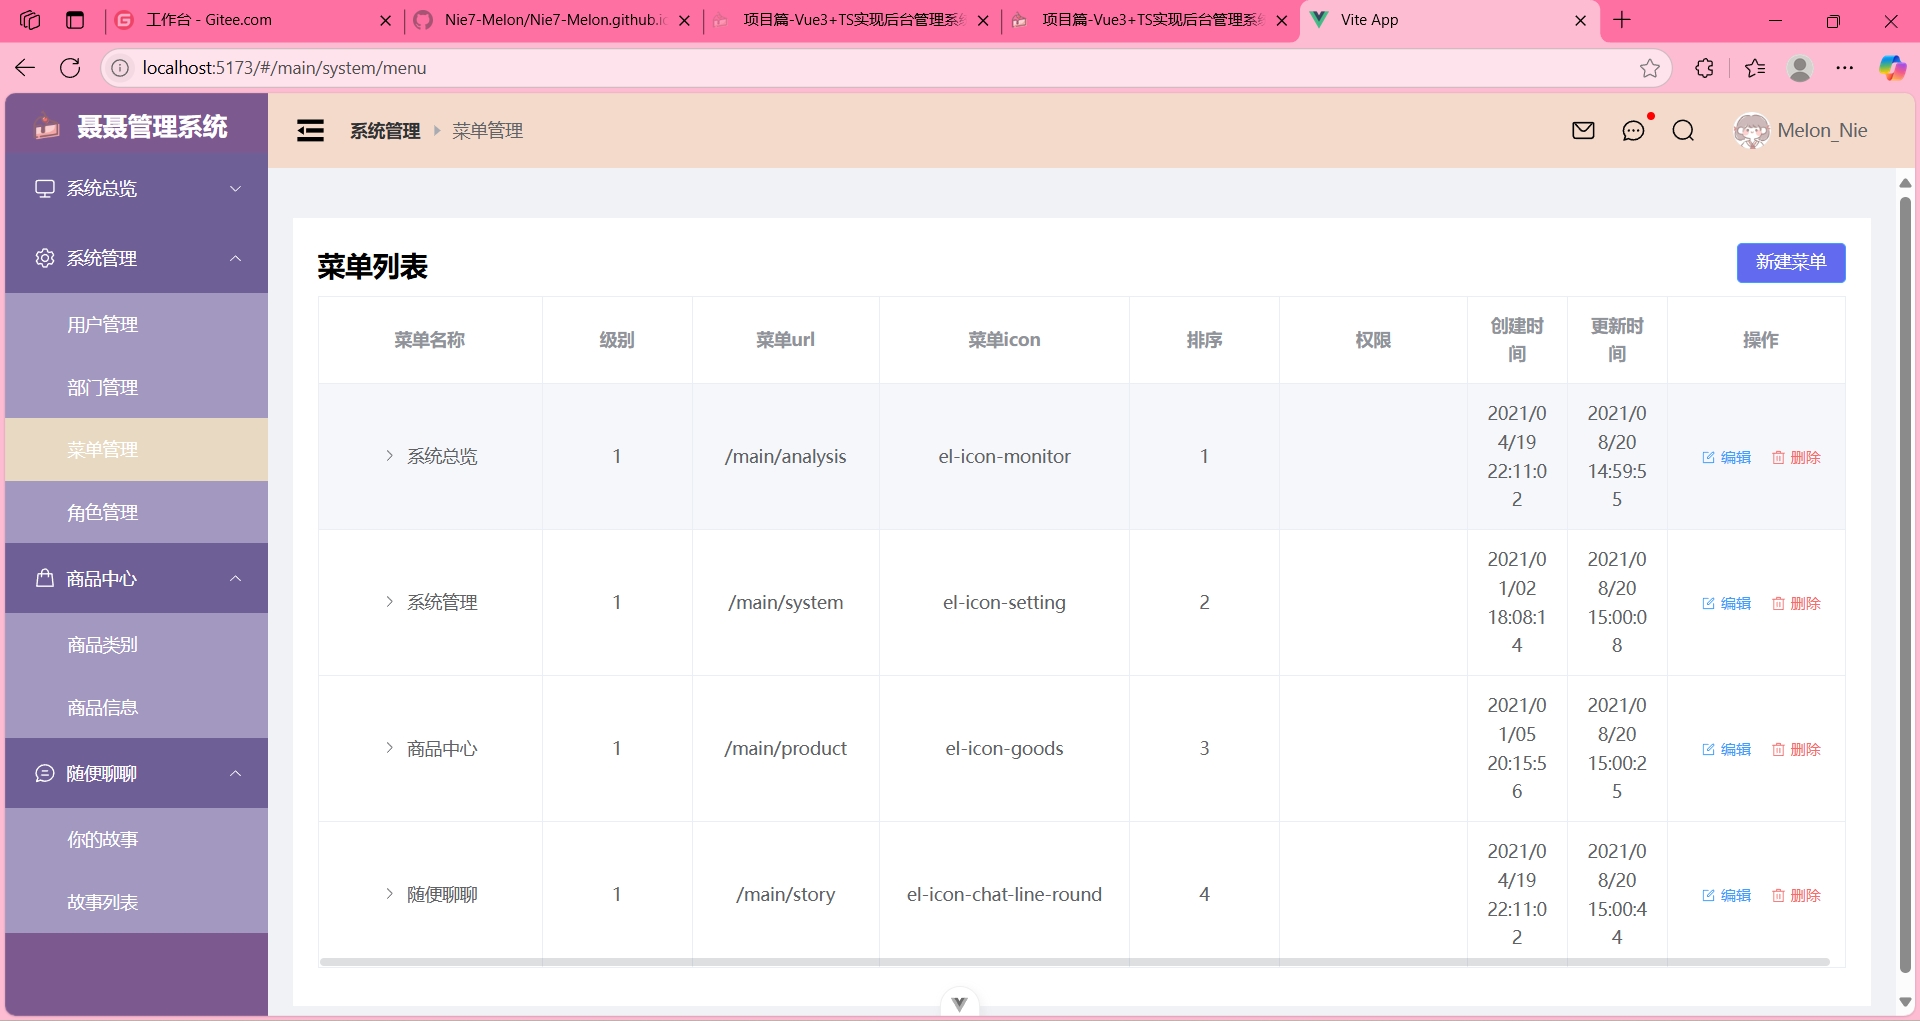 工作台 - Gitee.com
Nie7-Melon/Nie7-Melon.github.io
项目篇-Vue3+TS实现后台管理系统
项目篇-Vue3+TS实现后台管理系统
Vite App
localhost:5173/#/main/system/menu
聂聂管理系统
系统总览
系统管理
用户管理
部门管理
菜单管理
角色管理
商品中心
商品类别
商品信息
随便聊聊
你的故事
故事列表
系统管理 菜单管理
Melon_Nie
菜单列表
新建菜单
菜单名称 级别 菜单url 菜单icon 排序 权限 创建时间 更新时间 操作
系统总览 1 /main/analysis el-icon-monitor 1 2021/04/19 22:11:02 2021/08/20 14:59:55 编辑 删除
系统管理 1 /main/system el-icon-setting 2 2021/01/02 18:08:14 2021/08/20 15:00:08 编辑 删除
商品中心 1 /main/product el-icon-goods 3 2021/01/05 20:15:56 2021/08/20 15:00:25 编辑 删除
随便聊聊 1 /main/story el-icon-chat-line-round 4 2021/04/19 22:11:02 2021/08/20 15:00:44 编辑 删除